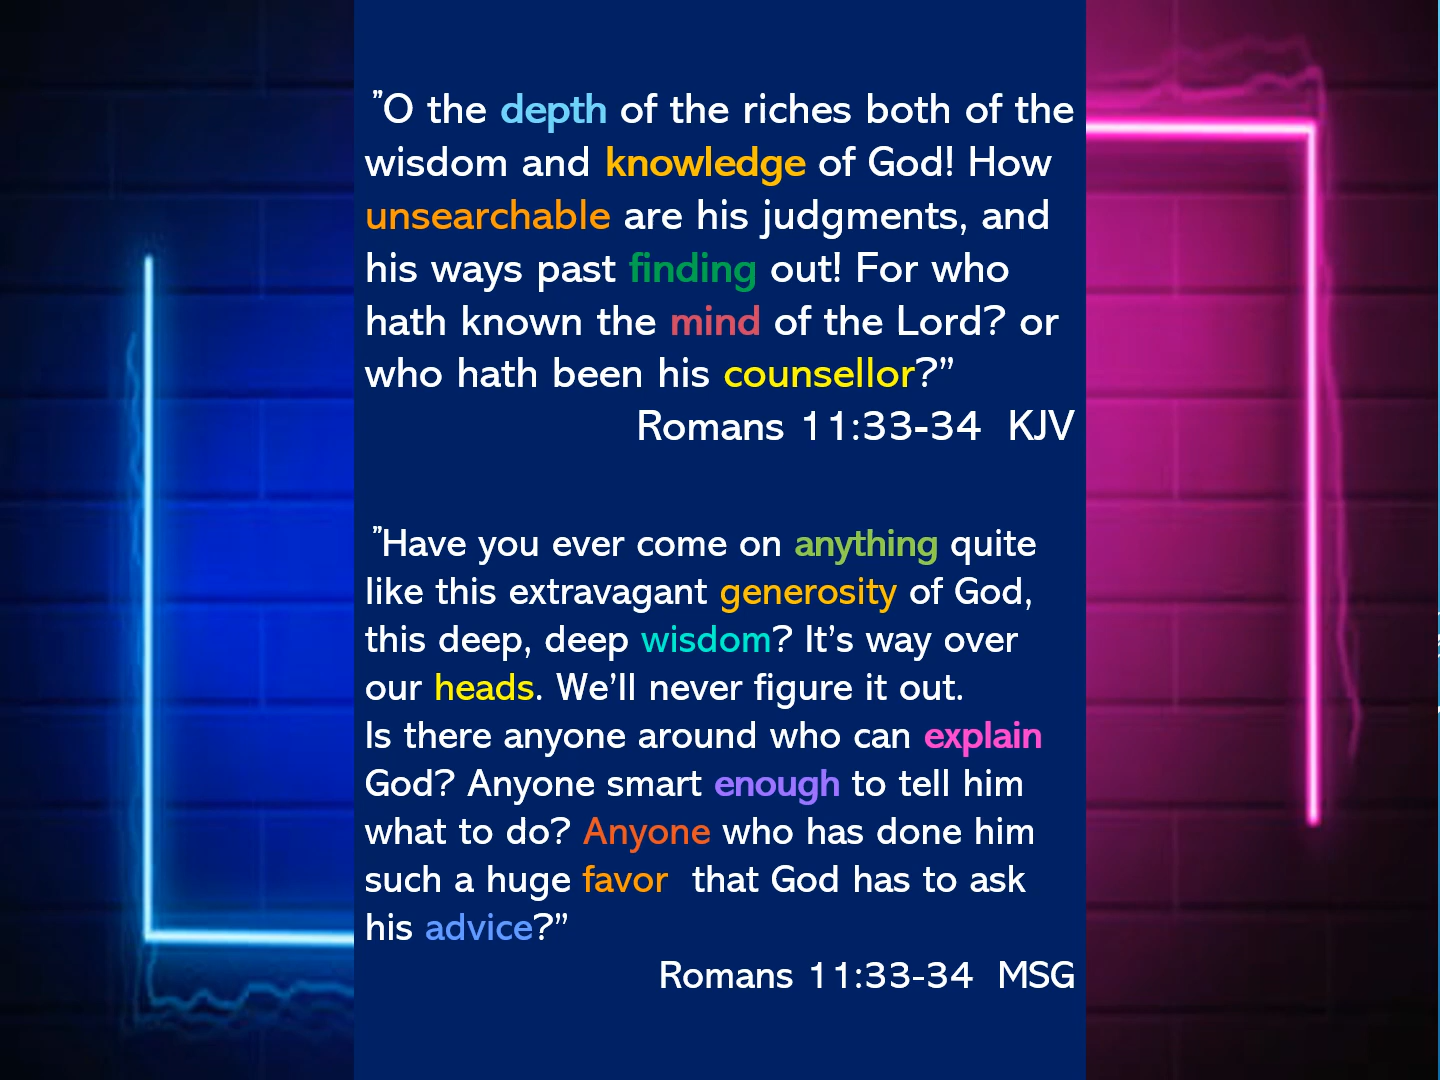 "O the depth of the riches both of the
wisdom and knowledge of God! How
unsearchable are his judgments, and
his ways past finding out! For who
hath known the mind of the Lord? or
who hath been his counsellor?”
Romans 11:33-34 KJV
"Have you ever come on anything quite
like this extravagant generosity of God,
this deep, deep wisdom? It’s way over
our heads. We’ll never figure it out.
Is there anyone around who can explain
God? Anyone smart enough to tell him
what to do? Anyone who has done him
such a huge favor that God has to ask
his advice?”
Romans 11:33-34 MSG